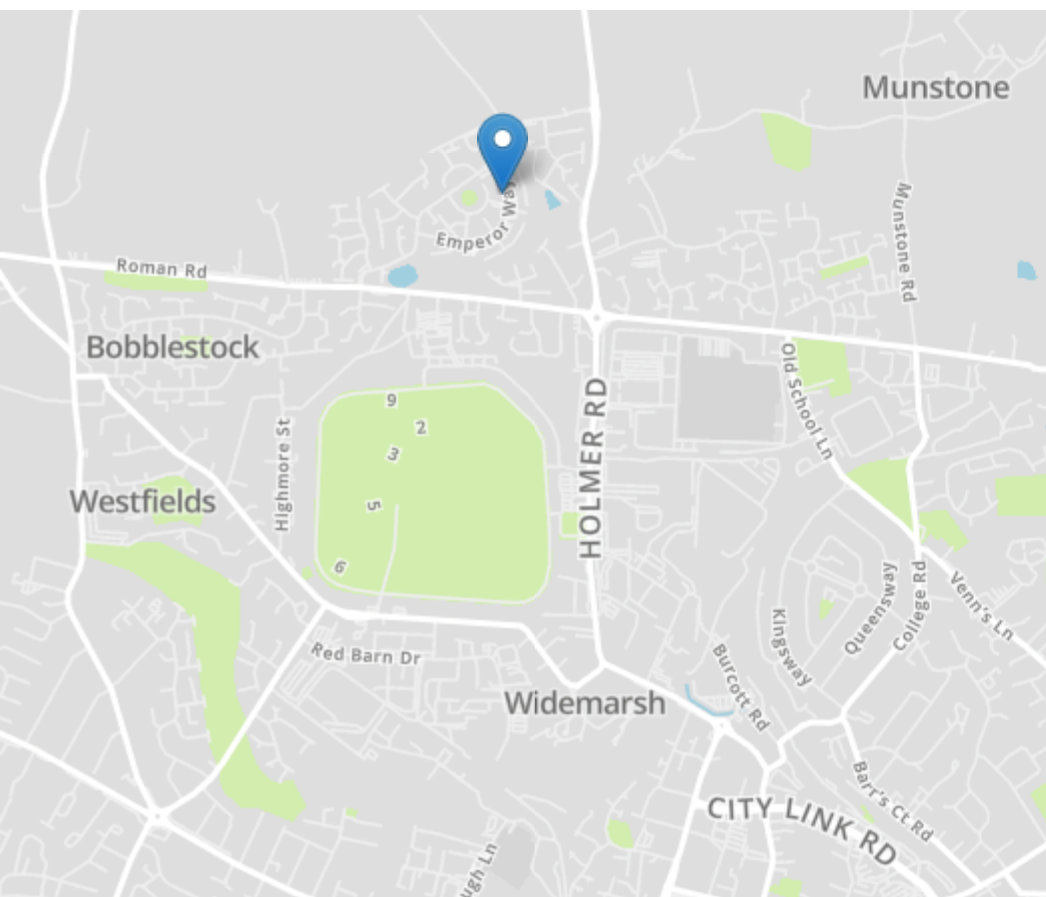 Munstone
Munstone Rd
Emperor Way
Roman Rd
Bobblestock
Old School Ln
9
2
3
5
6
HOLMER RD
Highmore St
Westfields
Queensway
College Rd
Venn's Ln
Kingsway
Red Barn Dr
Burcott Rd
Widemarsh
Barr's Ct Rd
CITY LINK RD
ugh Ln